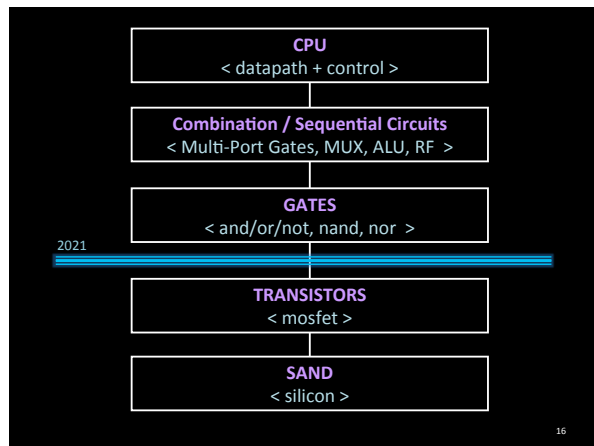 CPU
< datapath + control >
Combination / Sequential Circuits
< Multi-Port Gates, MUX, ALU, RF >
GATES
< and/or/not, nand, nor >
2021
TRANSISTORS
< mosfet >
SAND
< silicon >
16